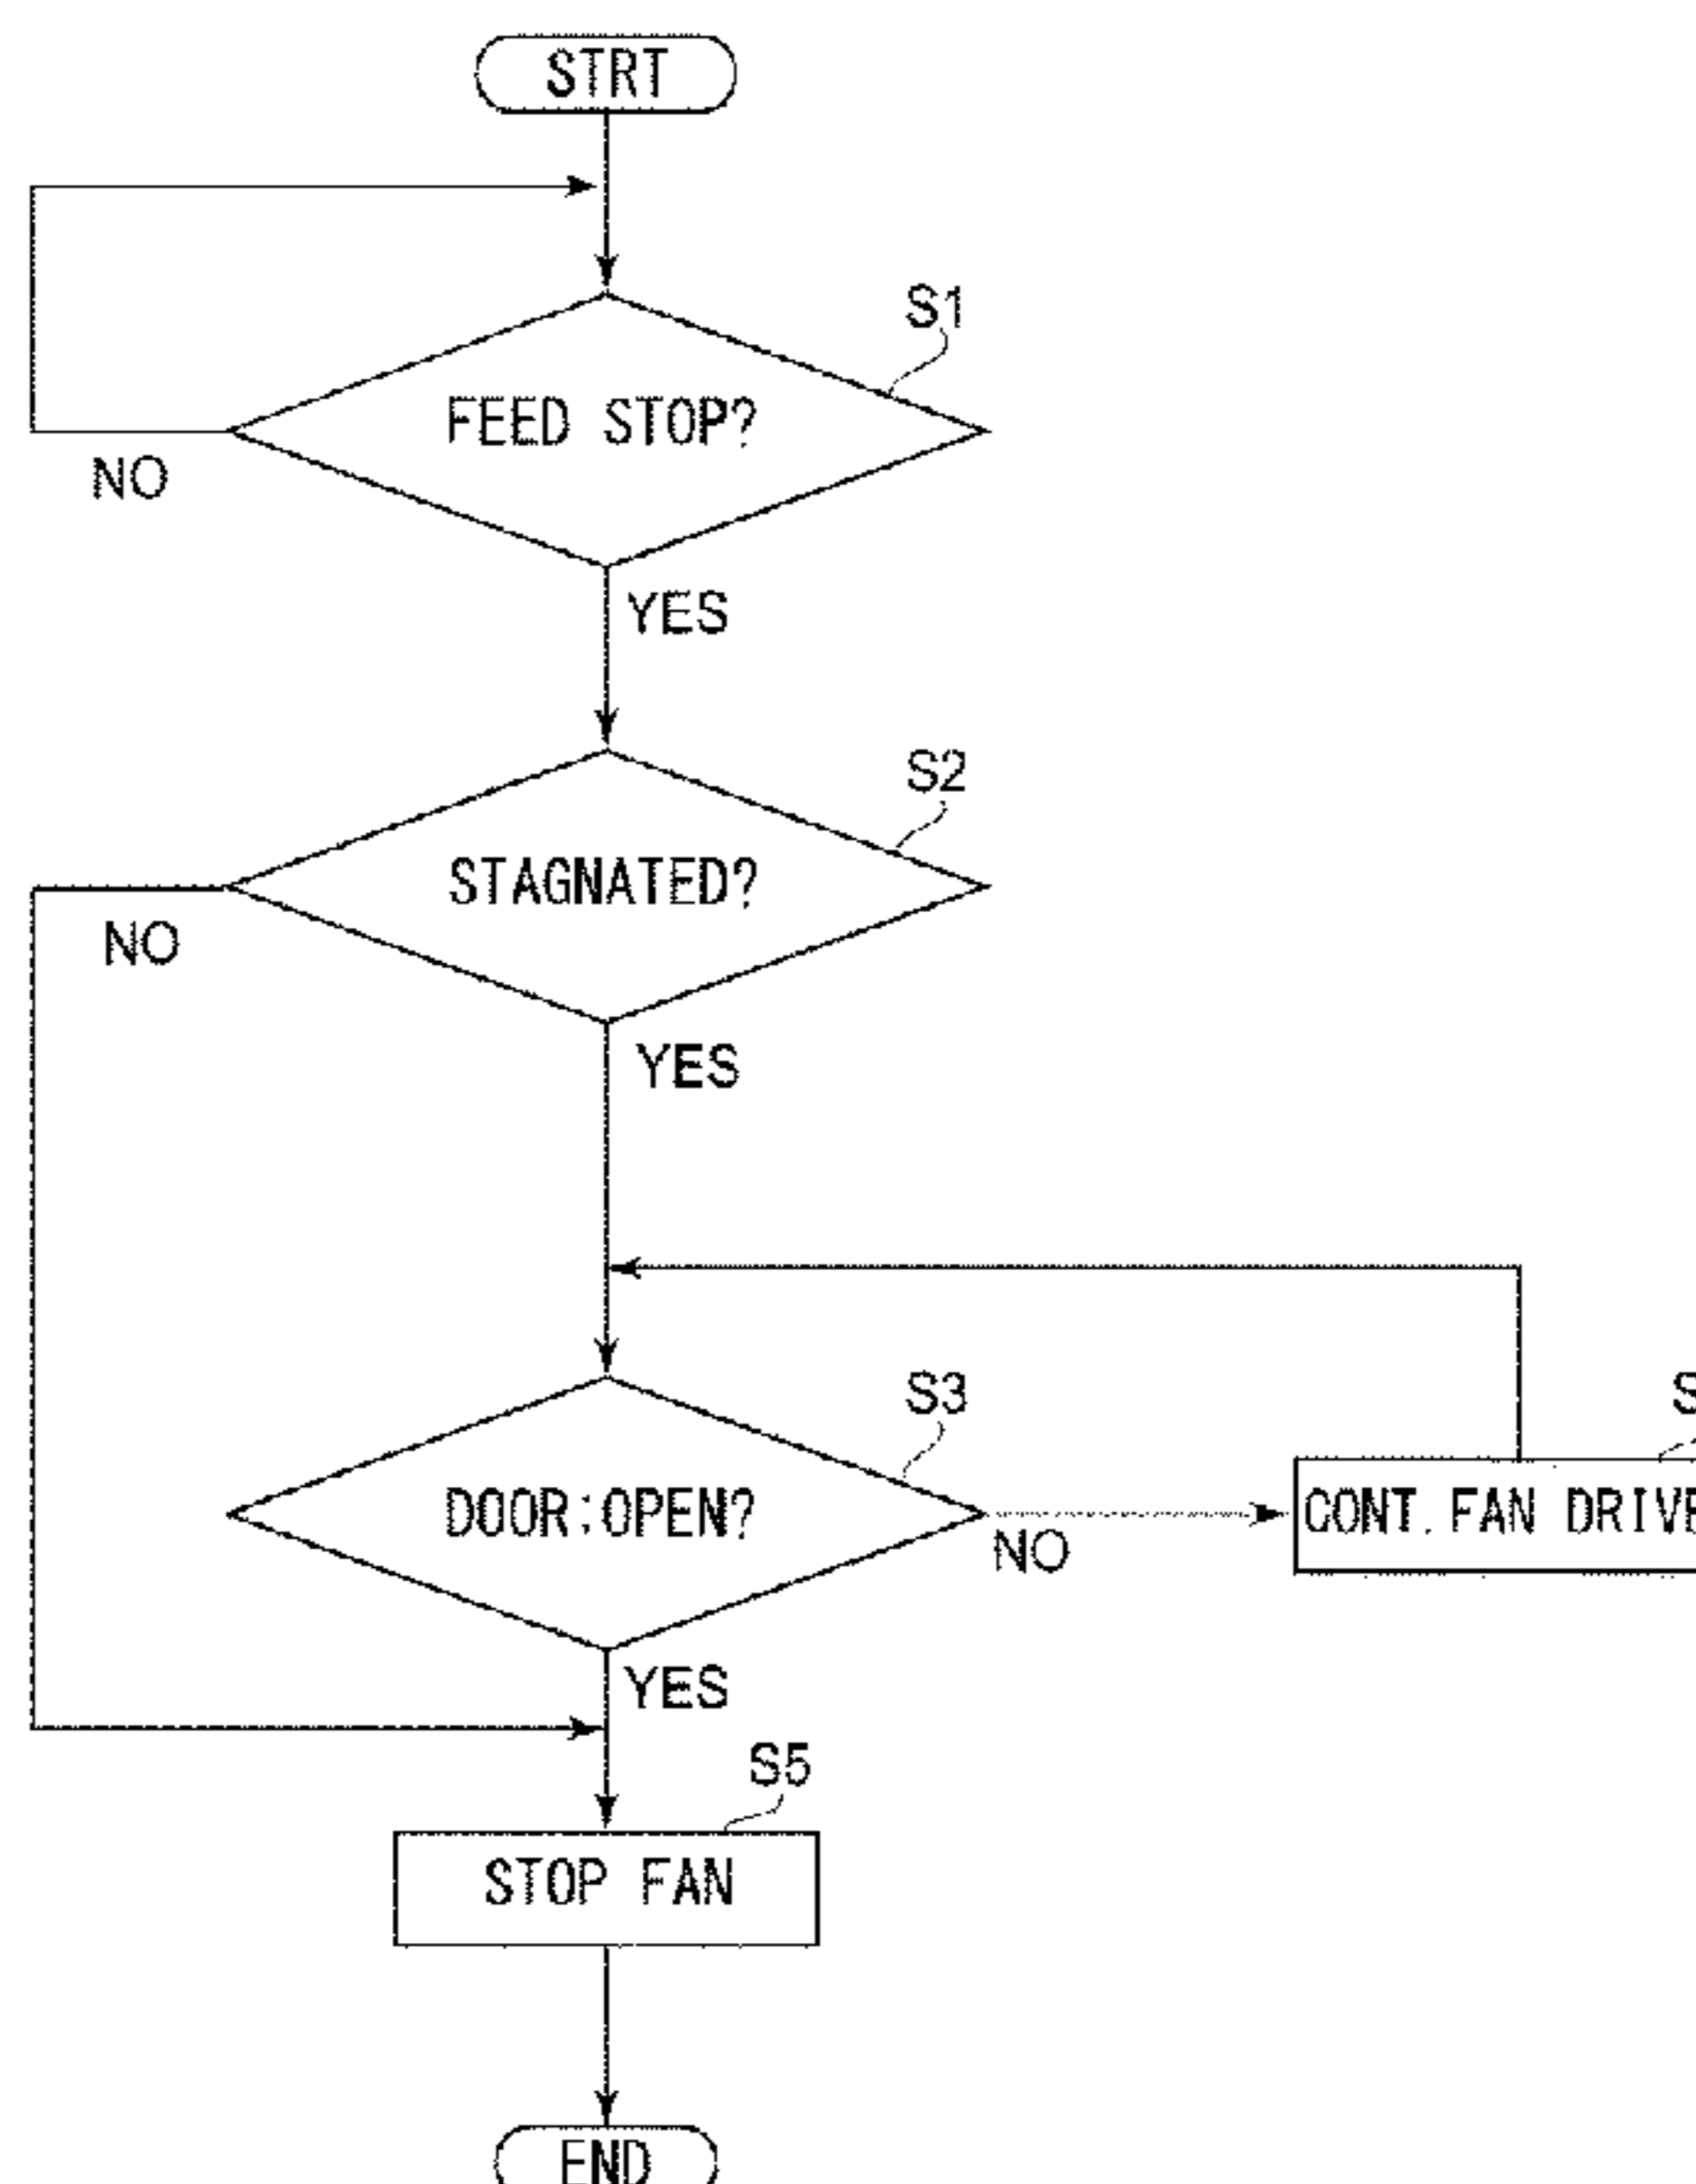 STRT
S1
FEED STOP?
NO
YES
S2
STAGNATED?
NO
YES
S3
DOOR:OPEN?
NO
CONT. FAN DRIVE
YES
S5
STOP FAN
END